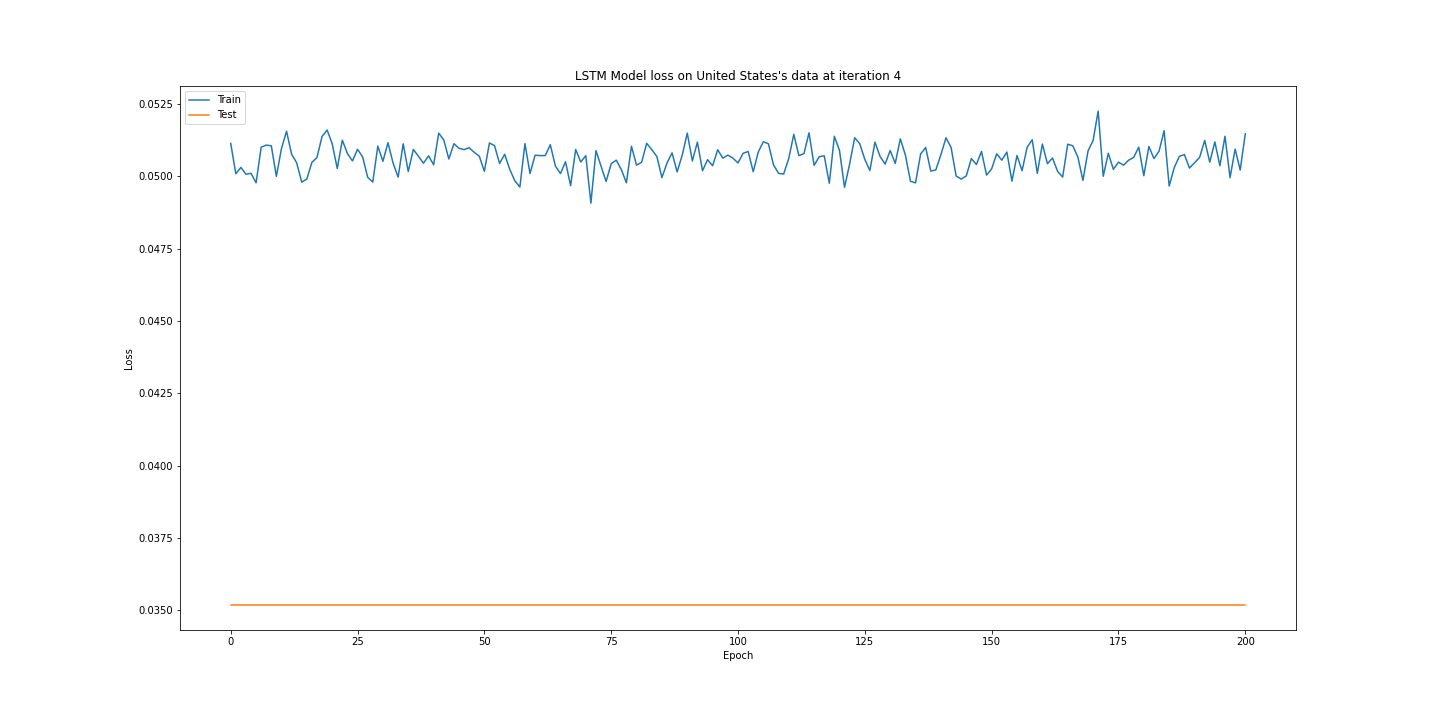 LSTM Model loss on United States's data at iteration 4
Train
Test
0.0525
0.0500
0.0475
0.0450
0.0425
0.0400
0.0375
0.0350
Loss
0 25 50 75 100 125 150 175 200
Epoch